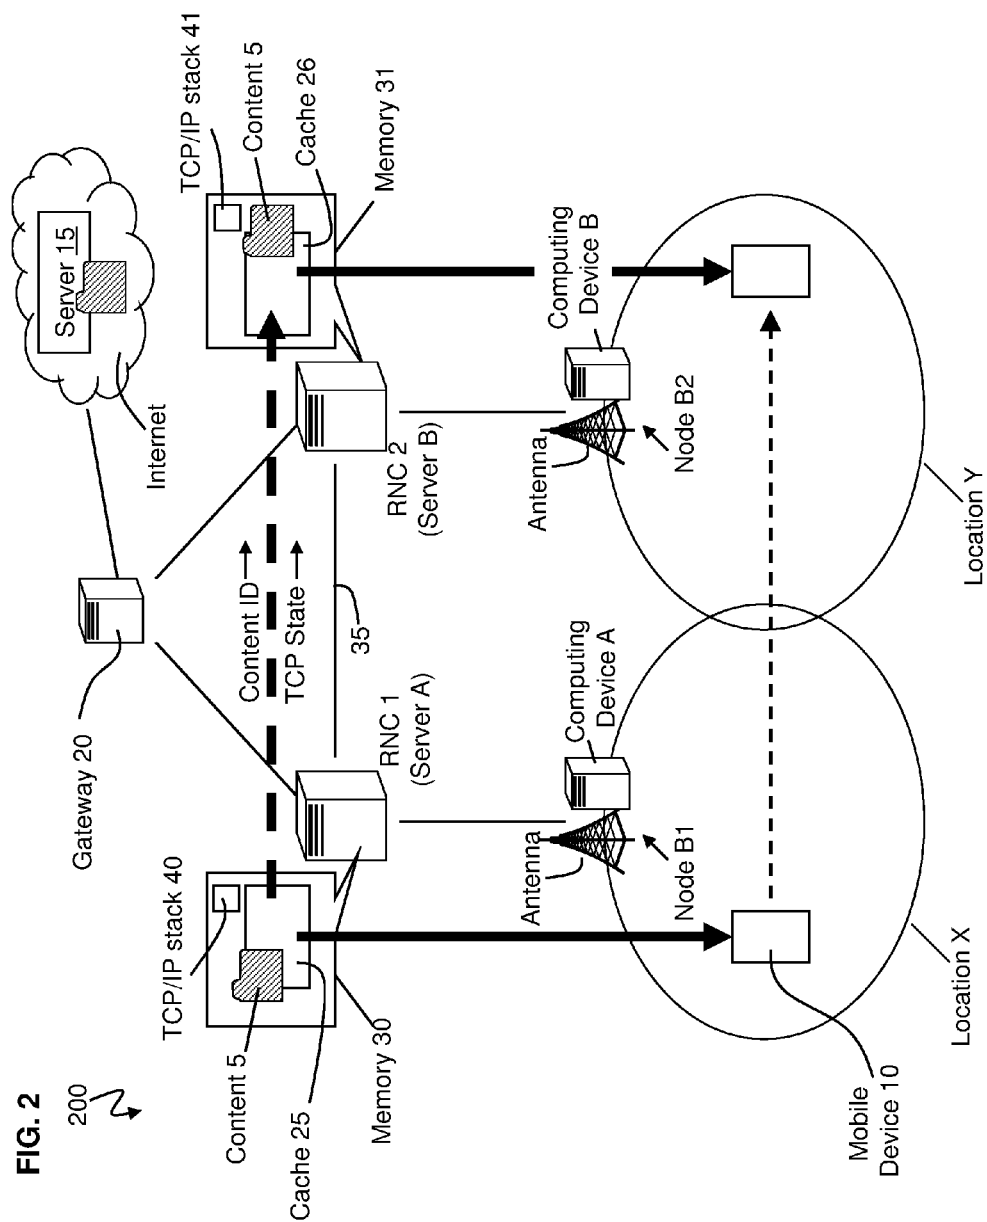 FIG. 2
200
Server 15
Internet
Gateway 20
TCP/IP stack 40
Content 5
Cache 25
Memory 30
TCP/IP stack 41
Content 5
Cache 26
Memory 31
Content ID
TCP State
35
RNC 1
(Server A)
RNC 2
(Server B)
Antenna
Computing
Device A
Node B1
Antenna
Computing
Device B
Node B2
Mobile
Device 10
Location X
Location Y